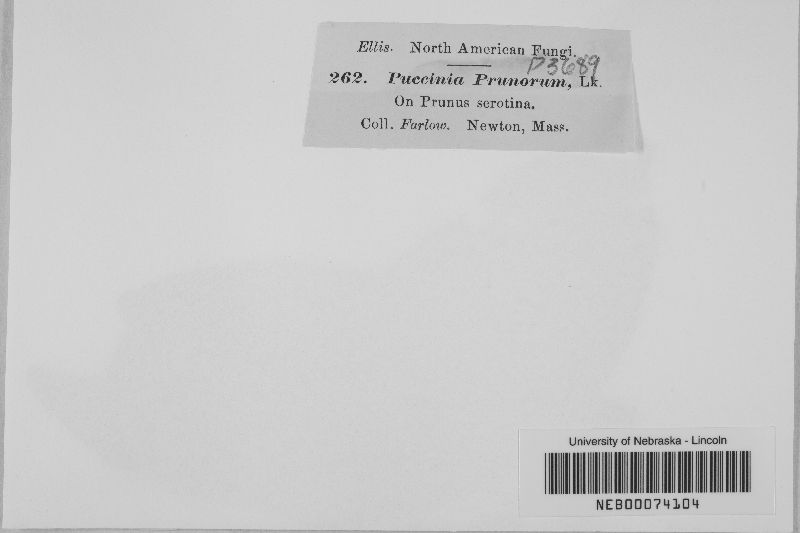 Ellis. North American Fungi.
P3689
262. Puccinia Prunorum, Lk.
On Prunus serotina.
Coll. Farlow. Newton, Mass.
University of Nebraska - Lincoln
NEB00074104